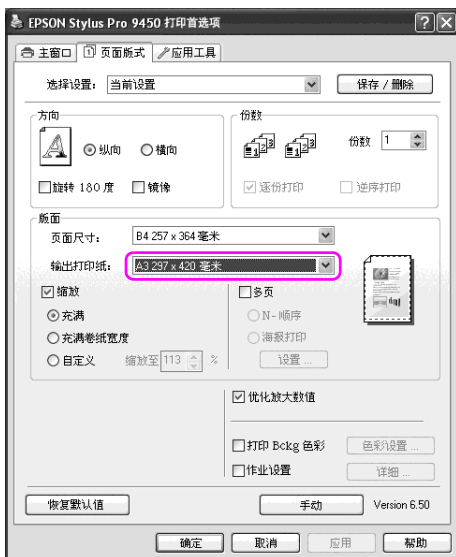 EPSON Stylus Pro 9450 打印首选项
主窗口 页面版式 应用工具
选择设置： 当前设置 保存 / 删除
方向 份数
纵向 横向 份数 1
旋转 180 度 镜像 逐份打印 逆序打印
版面
页面尺寸： B4 257 x 364 毫米
输出打印纸： A3 297 x 420 毫米
缩放 多页
充满 N- 顺序
充满卷纸宽度 海报打印
自定义 缩放至 113 % 设置 ...
优化放大数值
打印 Bckg 色彩 色彩设置 ...
作业设置 详细 ...
恢复默认值 手动 Version 6.50
确定 取消 应用 帮助